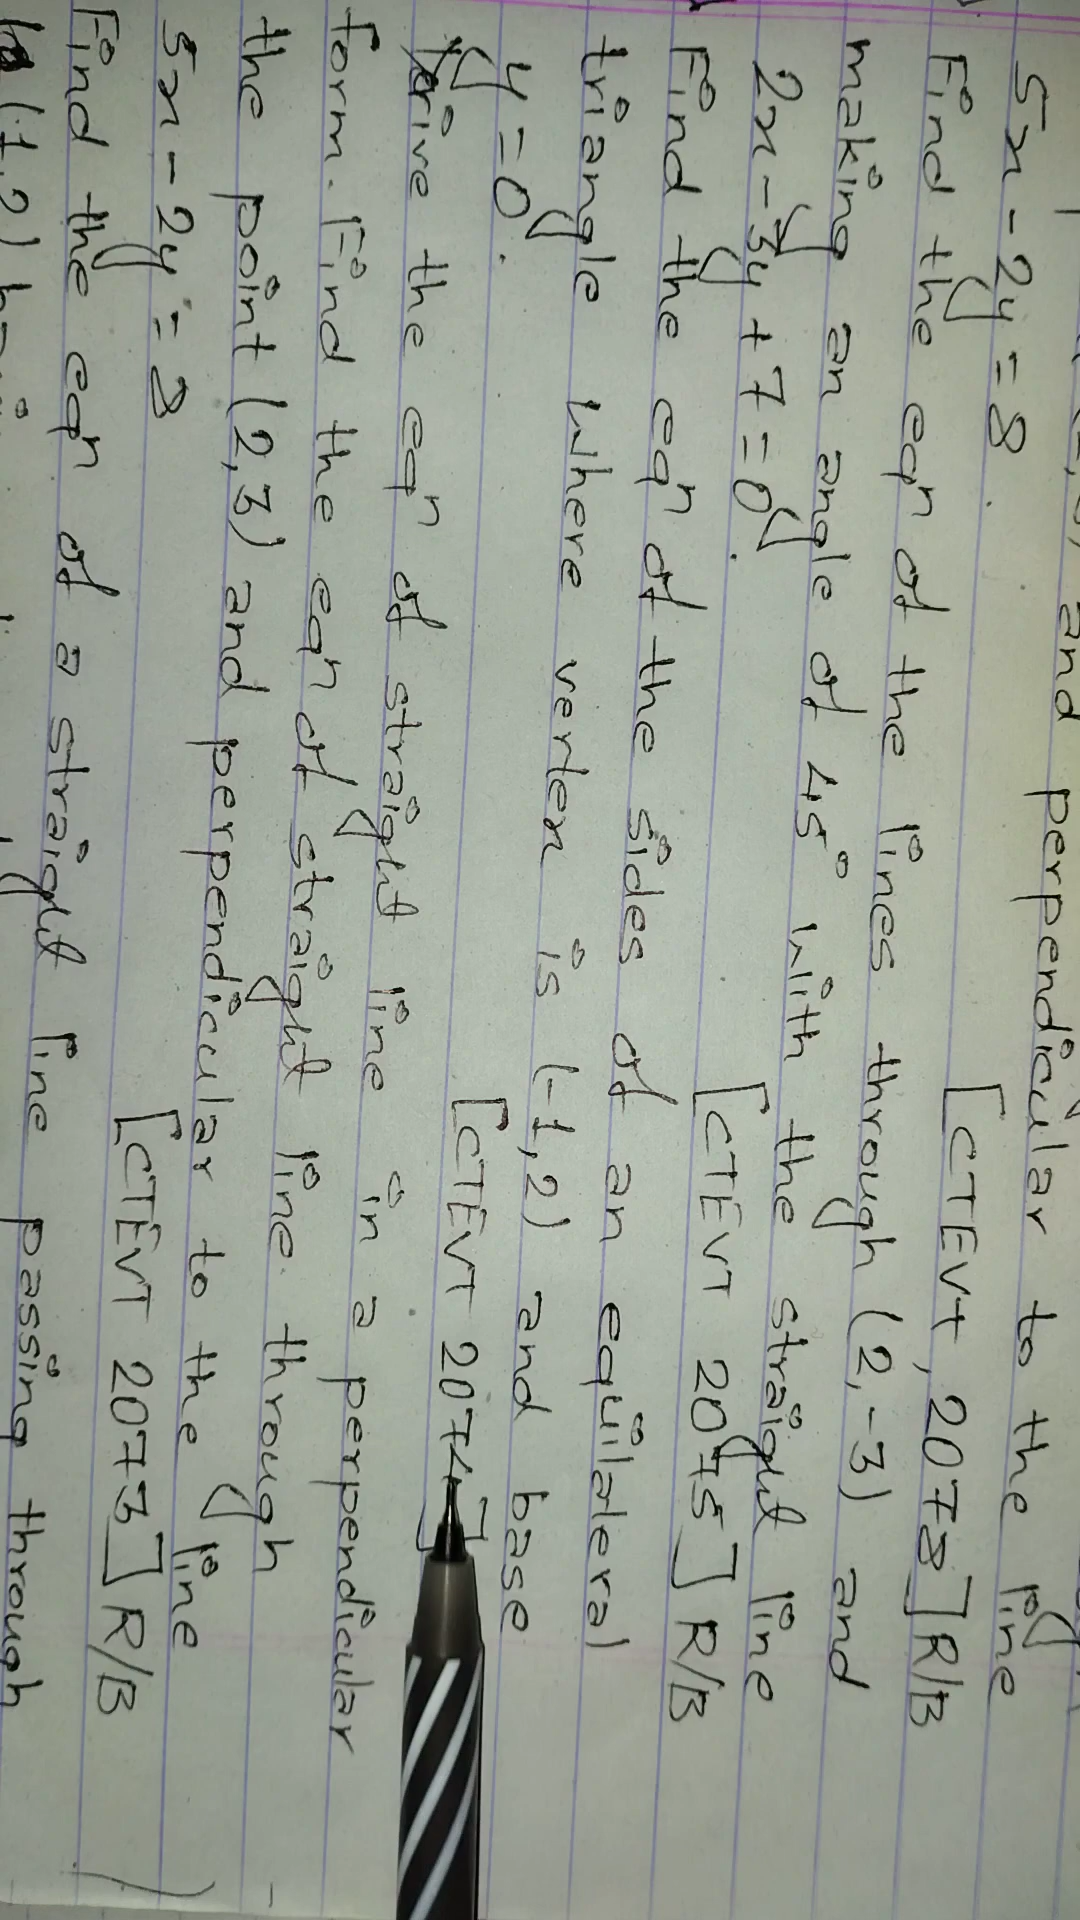 and perpendicular to the line
5x - 2y = 8. [CTEVT, 2078] R/B
Find the eqn of the lines through (2, -3) and
making an angle of 45° with the straight line
2x - 3y + 7 = 0. [CTEVT 2075] R/B
Find the eqn of the sides of an equilateral
triangle where vertex is (-1, 2) and base
y = 0. [CTEVT 2074]
the eqn of straight line in a perpendicular
form. Find the eqn of straight line through
the point (2, 3) and perpendicular to the line
5x - 2y = 3 [CTEVT 2073] R/B
Find the eqn of a straight line passing through